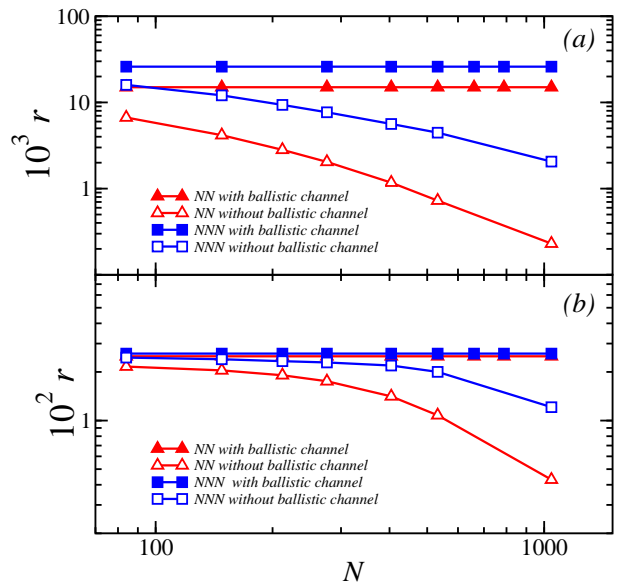 100
(a)
10
10³ r
1
NN with ballistic channel
NN without ballistic channel
NNN with ballistic channel
NNN without ballistic channel
(b)
10² r
1
NN with ballistic channel
NN without ballistic channel
NNN with ballistic channel
NNN without ballistic channel
100
1000
N